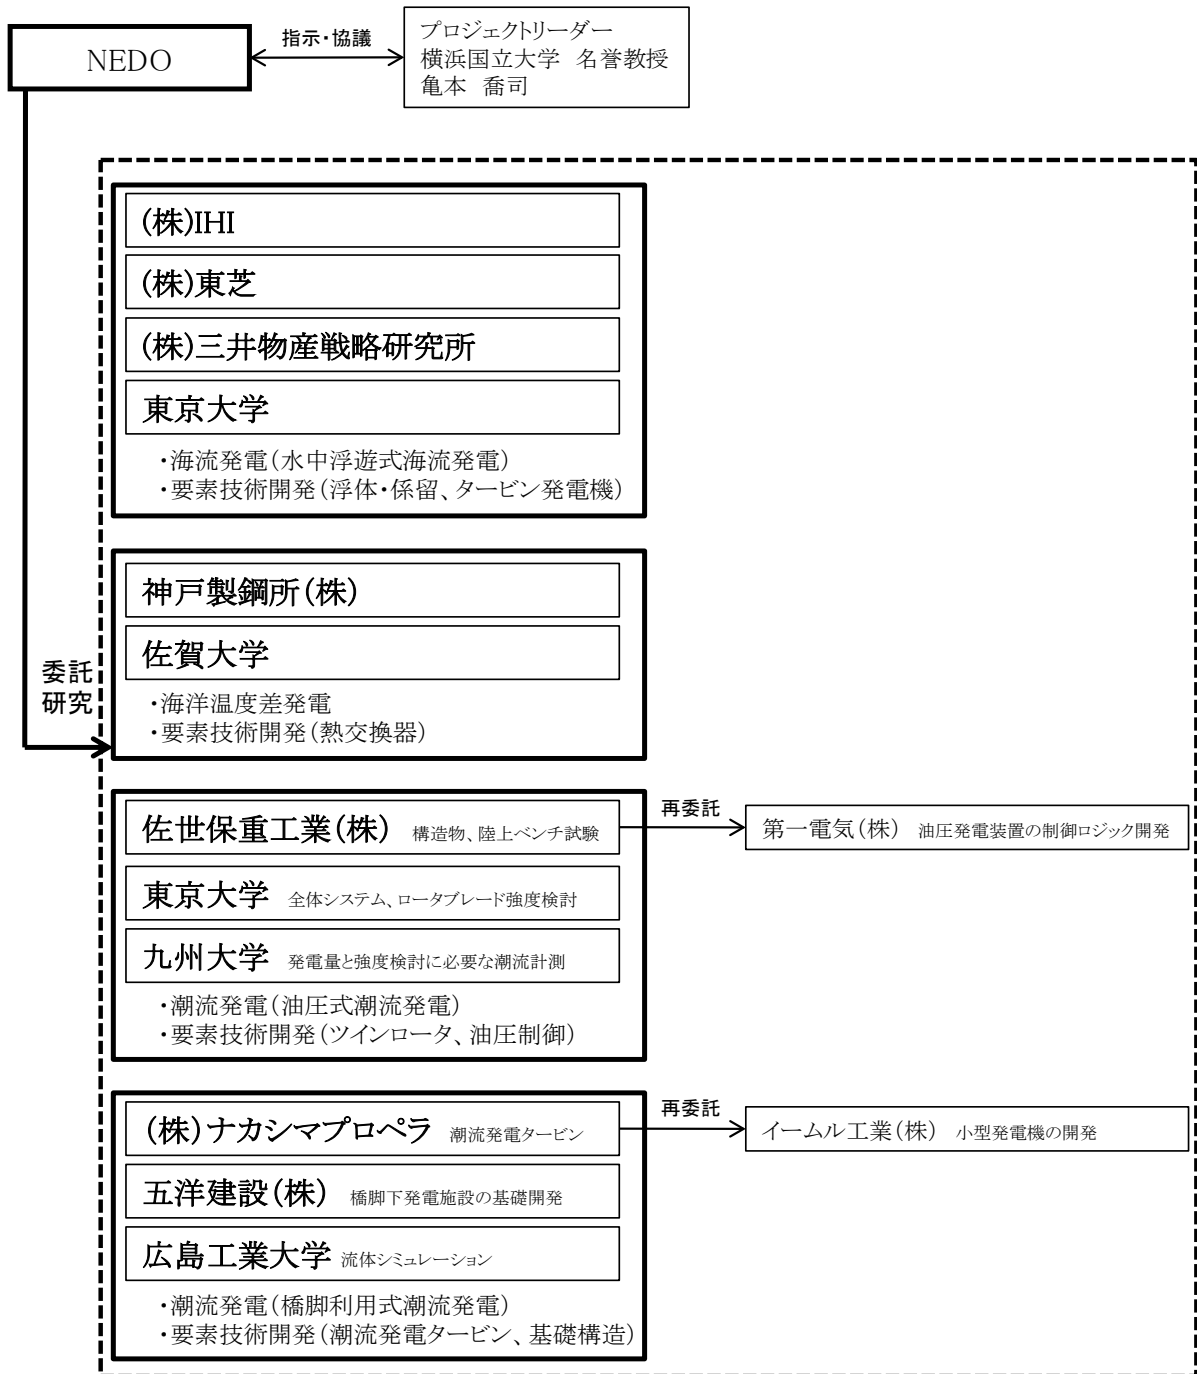 NEDO
指示・協議
プロジェクトリーダー
横浜国立大学　名誉教授
亀本　喬司
(株)IHI
(株)東芝
(株)三井物産戦略研究所
東京大学
・海流発電(水中浮遊式海流発電)
・要素技術開発(浮体・係留、タービン発電機)
神戸製鋼所(株)
佐賀大学
・海洋温度差発電
・要素技術開発(熱交換器)
委託
研究
佐世保重工業(株)　構造物、陸上ベンチ試験
再委託
第一電気(株)　油圧発電装置の制御ロジック開発
東京大学　全体システム、ロータブレード強度検討
九州大学　発電量と強度検討に必要な潮流計測
・潮流発電(油圧式潮流発電)
・要素技術開発(ツインロータ、油圧制御)
(株)ナカシマプロペラ　潮流発電タービン
再委託
イームル工業(株)　小型発電機の開発
五洋建設(株)　橋脚下発電施設の基礎開発
広島工業大学　流体シミュレーション
・潮流発電(橋脚利用式潮流発電)
・要素技術開発(潮流発電タービン、基礎構造)